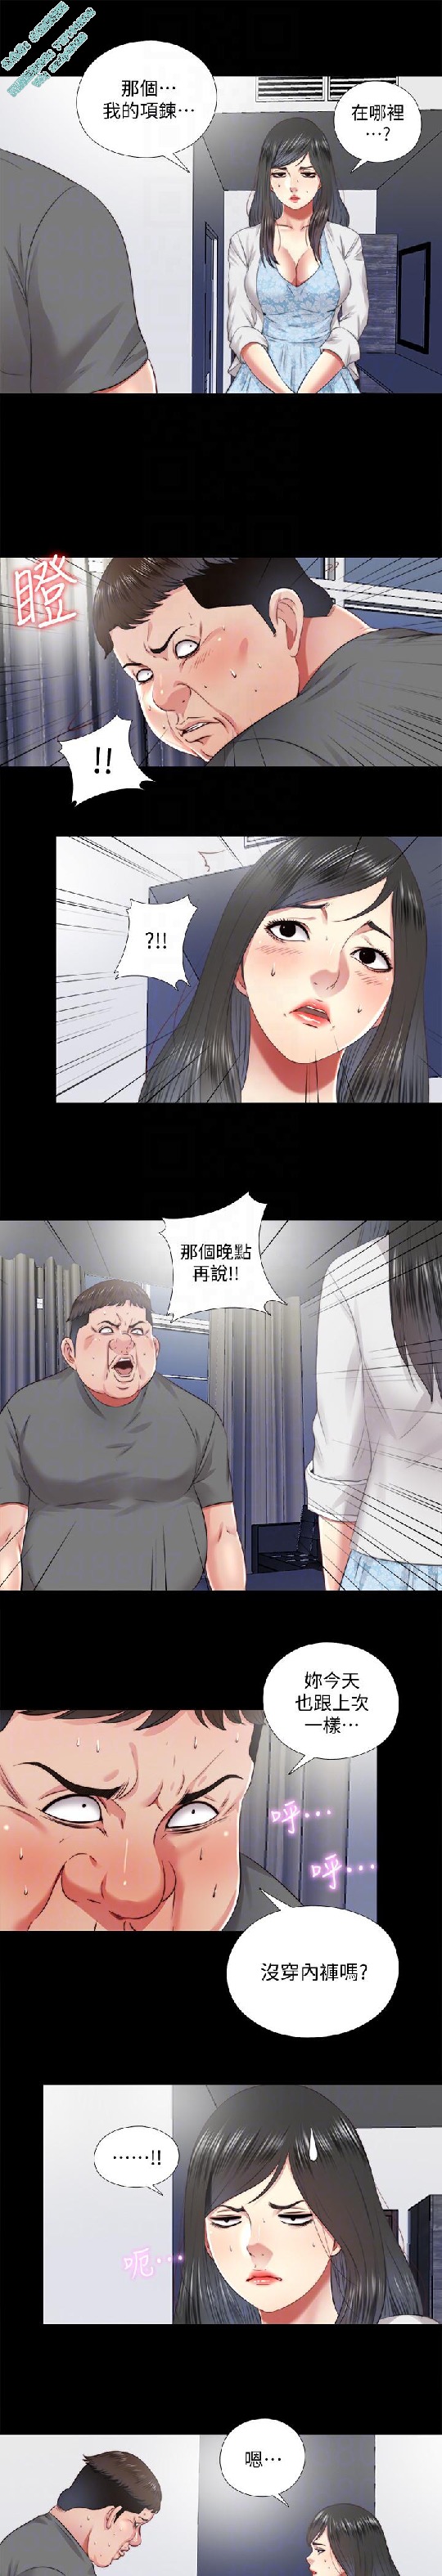 那個…
我的項鍊…
在哪裡
…?
瞪
!!
?!!
那個晚點
再說!!
妳今天
也跟上次
一樣…
呼…
呼…
沒穿內褲嗎?
……!!
呃…
嗯…